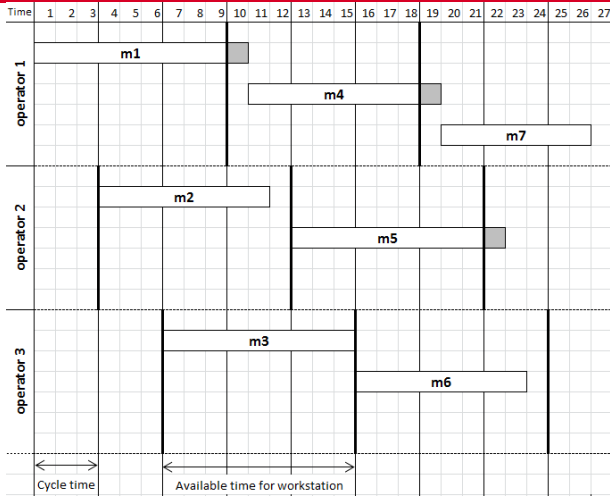 Time 1 2 3 4 5 6 7 8 9 10 11 12 13 14 15 16 17 18 19 20 21 22 23 24 25 26 27
operator 1
m1
m4
m7
operator 2
m2
m5
operator 3
m3
m6
Cycle time
Available time for workstation